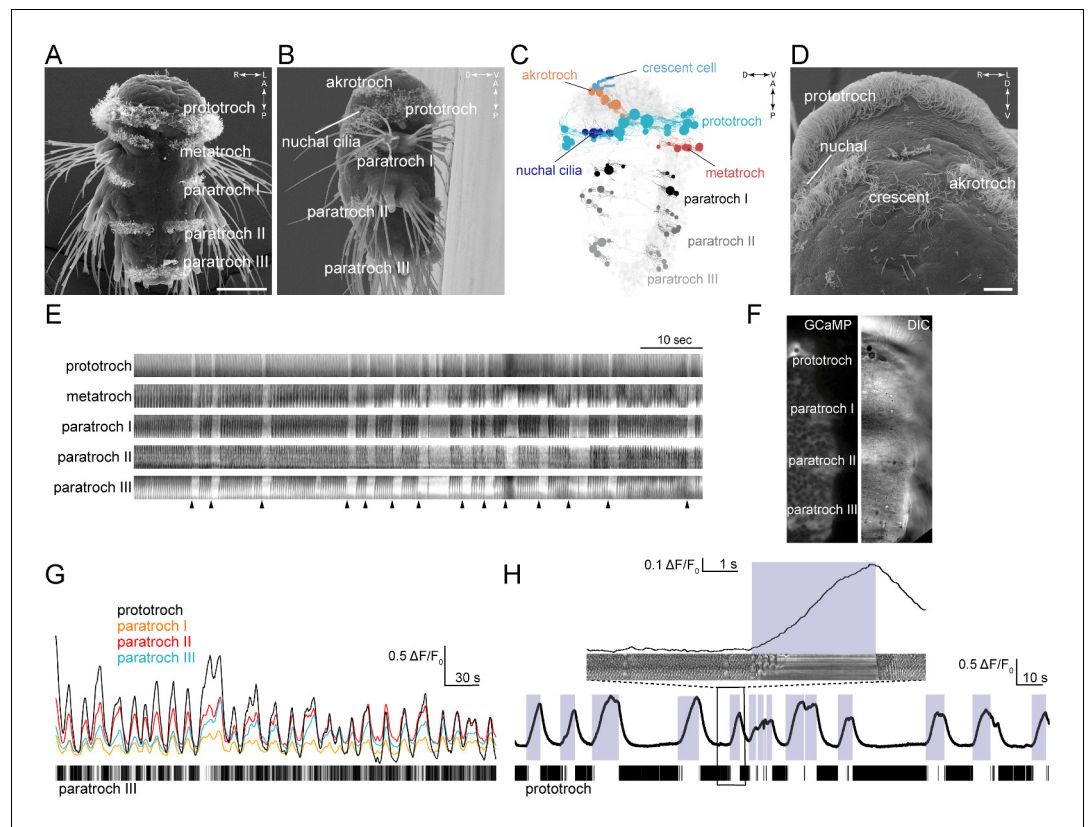 A
R L
A
P
prototroch
metatroch
paratroch I
paratroch II
paratroch III
B
D V
A
P
akrotroch
prototroch
nuchal cilia
paratroch I
paratroch II
paratroch III
C
D V
A
P
crescent cell
akrotroch
prototroch
nuchal cilia
metatroch
paratroch I
paratroch II
paratroch III
D
R L
D
V
prototroch
nuchal
akrotroch
crescent
E
10 sec
prototroch
metatroch
paratroch I
paratroch II
paratroch III
F
GCaMP DIC
prototroch
paratroch I
paratroch II
paratroch III
G
prototroch
paratroch I
paratroch II
paratroch III
0.5 ΔF/F0
30 s
paratroch III
H
0.1 ΔF/F0 1 s
0.5 ΔF/F0
10 s
prototroch